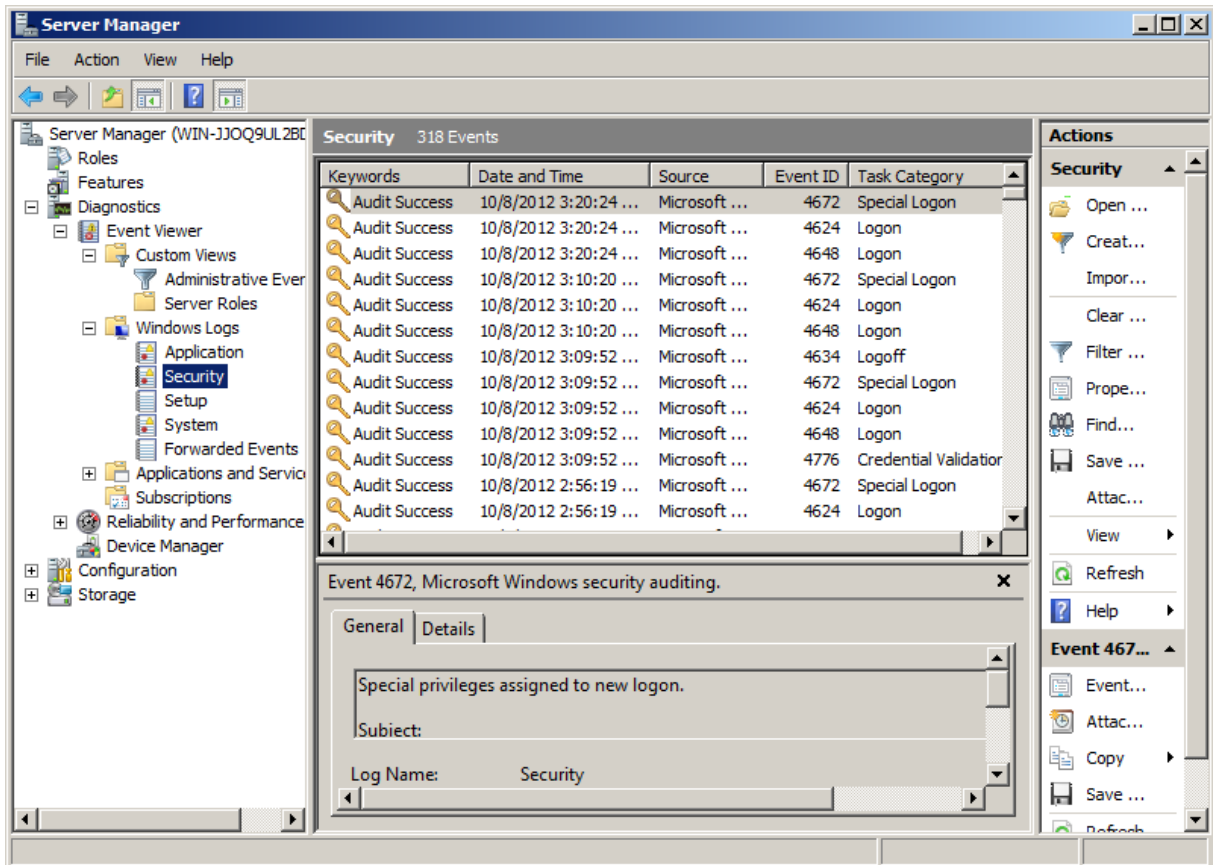 Server Manager
File Action View Help
Server Manager (WIN-JJOQ9UL2BD
Roles
Features
Diagnostics
Event Viewer
Custom Views
Administrative Ever
Server Roles
Windows Logs
Application
Security
Setup
System
Forwarded Events
Applications and Servic
Subscriptions
Reliability and Performance
Device Manager
Configuration
Storage
Security 318 Events
Keywords Date and Time Source Event ID Task Category
Audit Success 10/8/2012 3:20:24 ... Microsoft ... 4672 Special Logon
Audit Success 10/8/2012 3:20:24 ... Microsoft ... 4624 Logon
Audit Success 10/8/2012 3:20:24 ... Microsoft ... 4648 Logon
Audit Success 10/8/2012 3:10:20 ... Microsoft ... 4672 Special Logon
Audit Success 10/8/2012 3:10:20 ... Microsoft ... 4624 Logon
Audit Success 10/8/2012 3:10:20 ... Microsoft ... 4648 Logon
Audit Success 10/8/2012 3:09:52 ... Microsoft ... 4634 Logoff
Audit Success 10/8/2012 3:09:52 ... Microsoft ... 4672 Special Logon
Audit Success 10/8/2012 3:09:52 ... Microsoft ... 4624 Logon
Audit Success 10/8/2012 3:09:52 ... Microsoft ... 4648 Logon
Audit Success 10/8/2012 3:09:52 ... Microsoft ... 4776 Credential Validation
Audit Success 10/8/2012 2:56:19 ... Microsoft ... 4672 Special Logon
Audit Success 10/8/2012 2:56:19 ... Microsoft ... 4624 Logon
Event 4672, Microsoft Windows security auditing.
General Details
Special privileges assigned to new logon.
Subject:
Log Name: Security
Actions
Security
Open ...
Creat...
Impor...
Clear ...
Filter ...
Prope...
Find...
Save ...
Attac...
View
Refresh
Help
Event 467...
Event...
Attac...
Copy
Save ...
Refresh